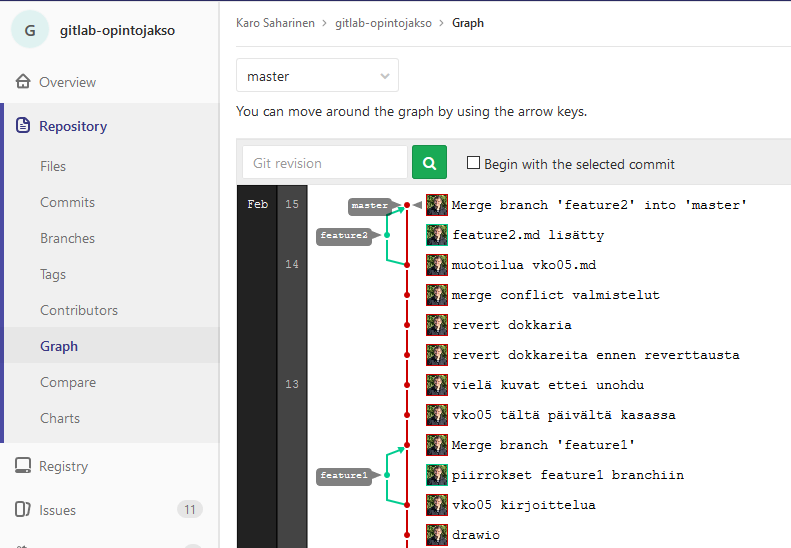 G gitlab-opintojakso
Overview
Repository
Files
Commits
Branches
Tags
Contributors
Graph
Compare
Charts
Registry
Issues 11
Karo Saharinen > gitlab-opintojakso > Graph
master
You can move around the graph by using the arrow keys.
Git revision
Begin with the selected commit
Feb 15 master Merge branch 'feature2' into 'master'
feature2 feature2.md lisätty
14 muotoilua vko05.md
merge conflict valmistelut
revert dokkaria
revert dokkareita ennen reverttausta
13 vielä kuvat ettei unohdu
vko05 tältä päivältä kasassa
Merge branch 'feature1'
feature1 piirrokset feature1 branchiin
vko05 kirjoittelua
drawio